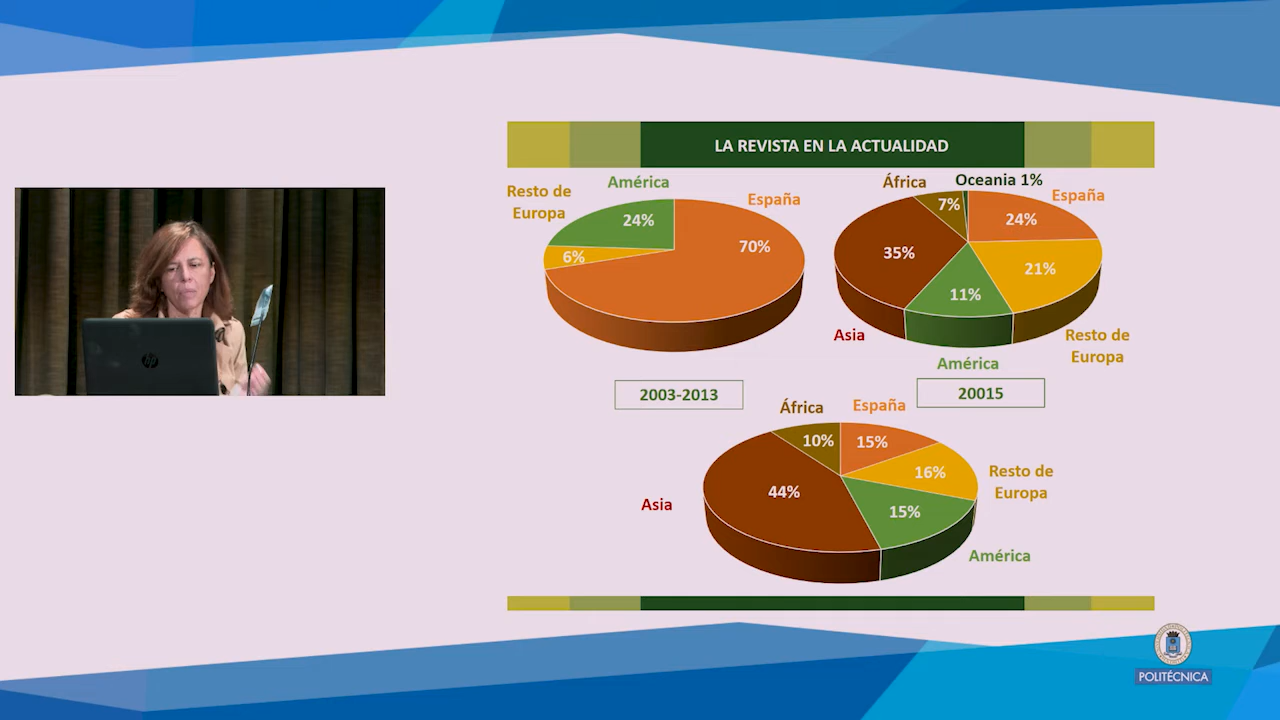 LA REVISTA EN LA ACTUALIDAD
Resto de
Europa
América
España
24%
6%
70%
2003-2013
África
Oceania 1%
España
7%
24%
35%
21%
11%
Asia
Resto de
Europa
América
20015
África
España
10%
15%
16%
44%
15%
Resto de
Europa
Asia
América
POLITÉCNICA